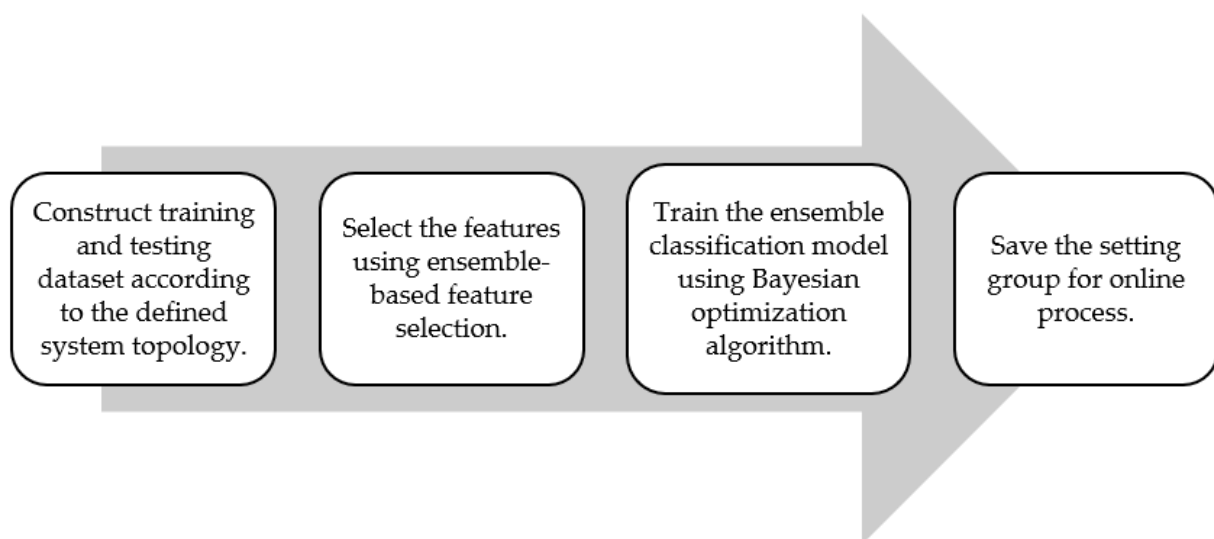 Construct training
and testing
dataset according
to the defined
system topology.
Select the features
using ensemble-
based feature
selection.
Train the ensemble
classification model
using Bayesian
optimization
algorithm.
Save the setting
group for online
process.